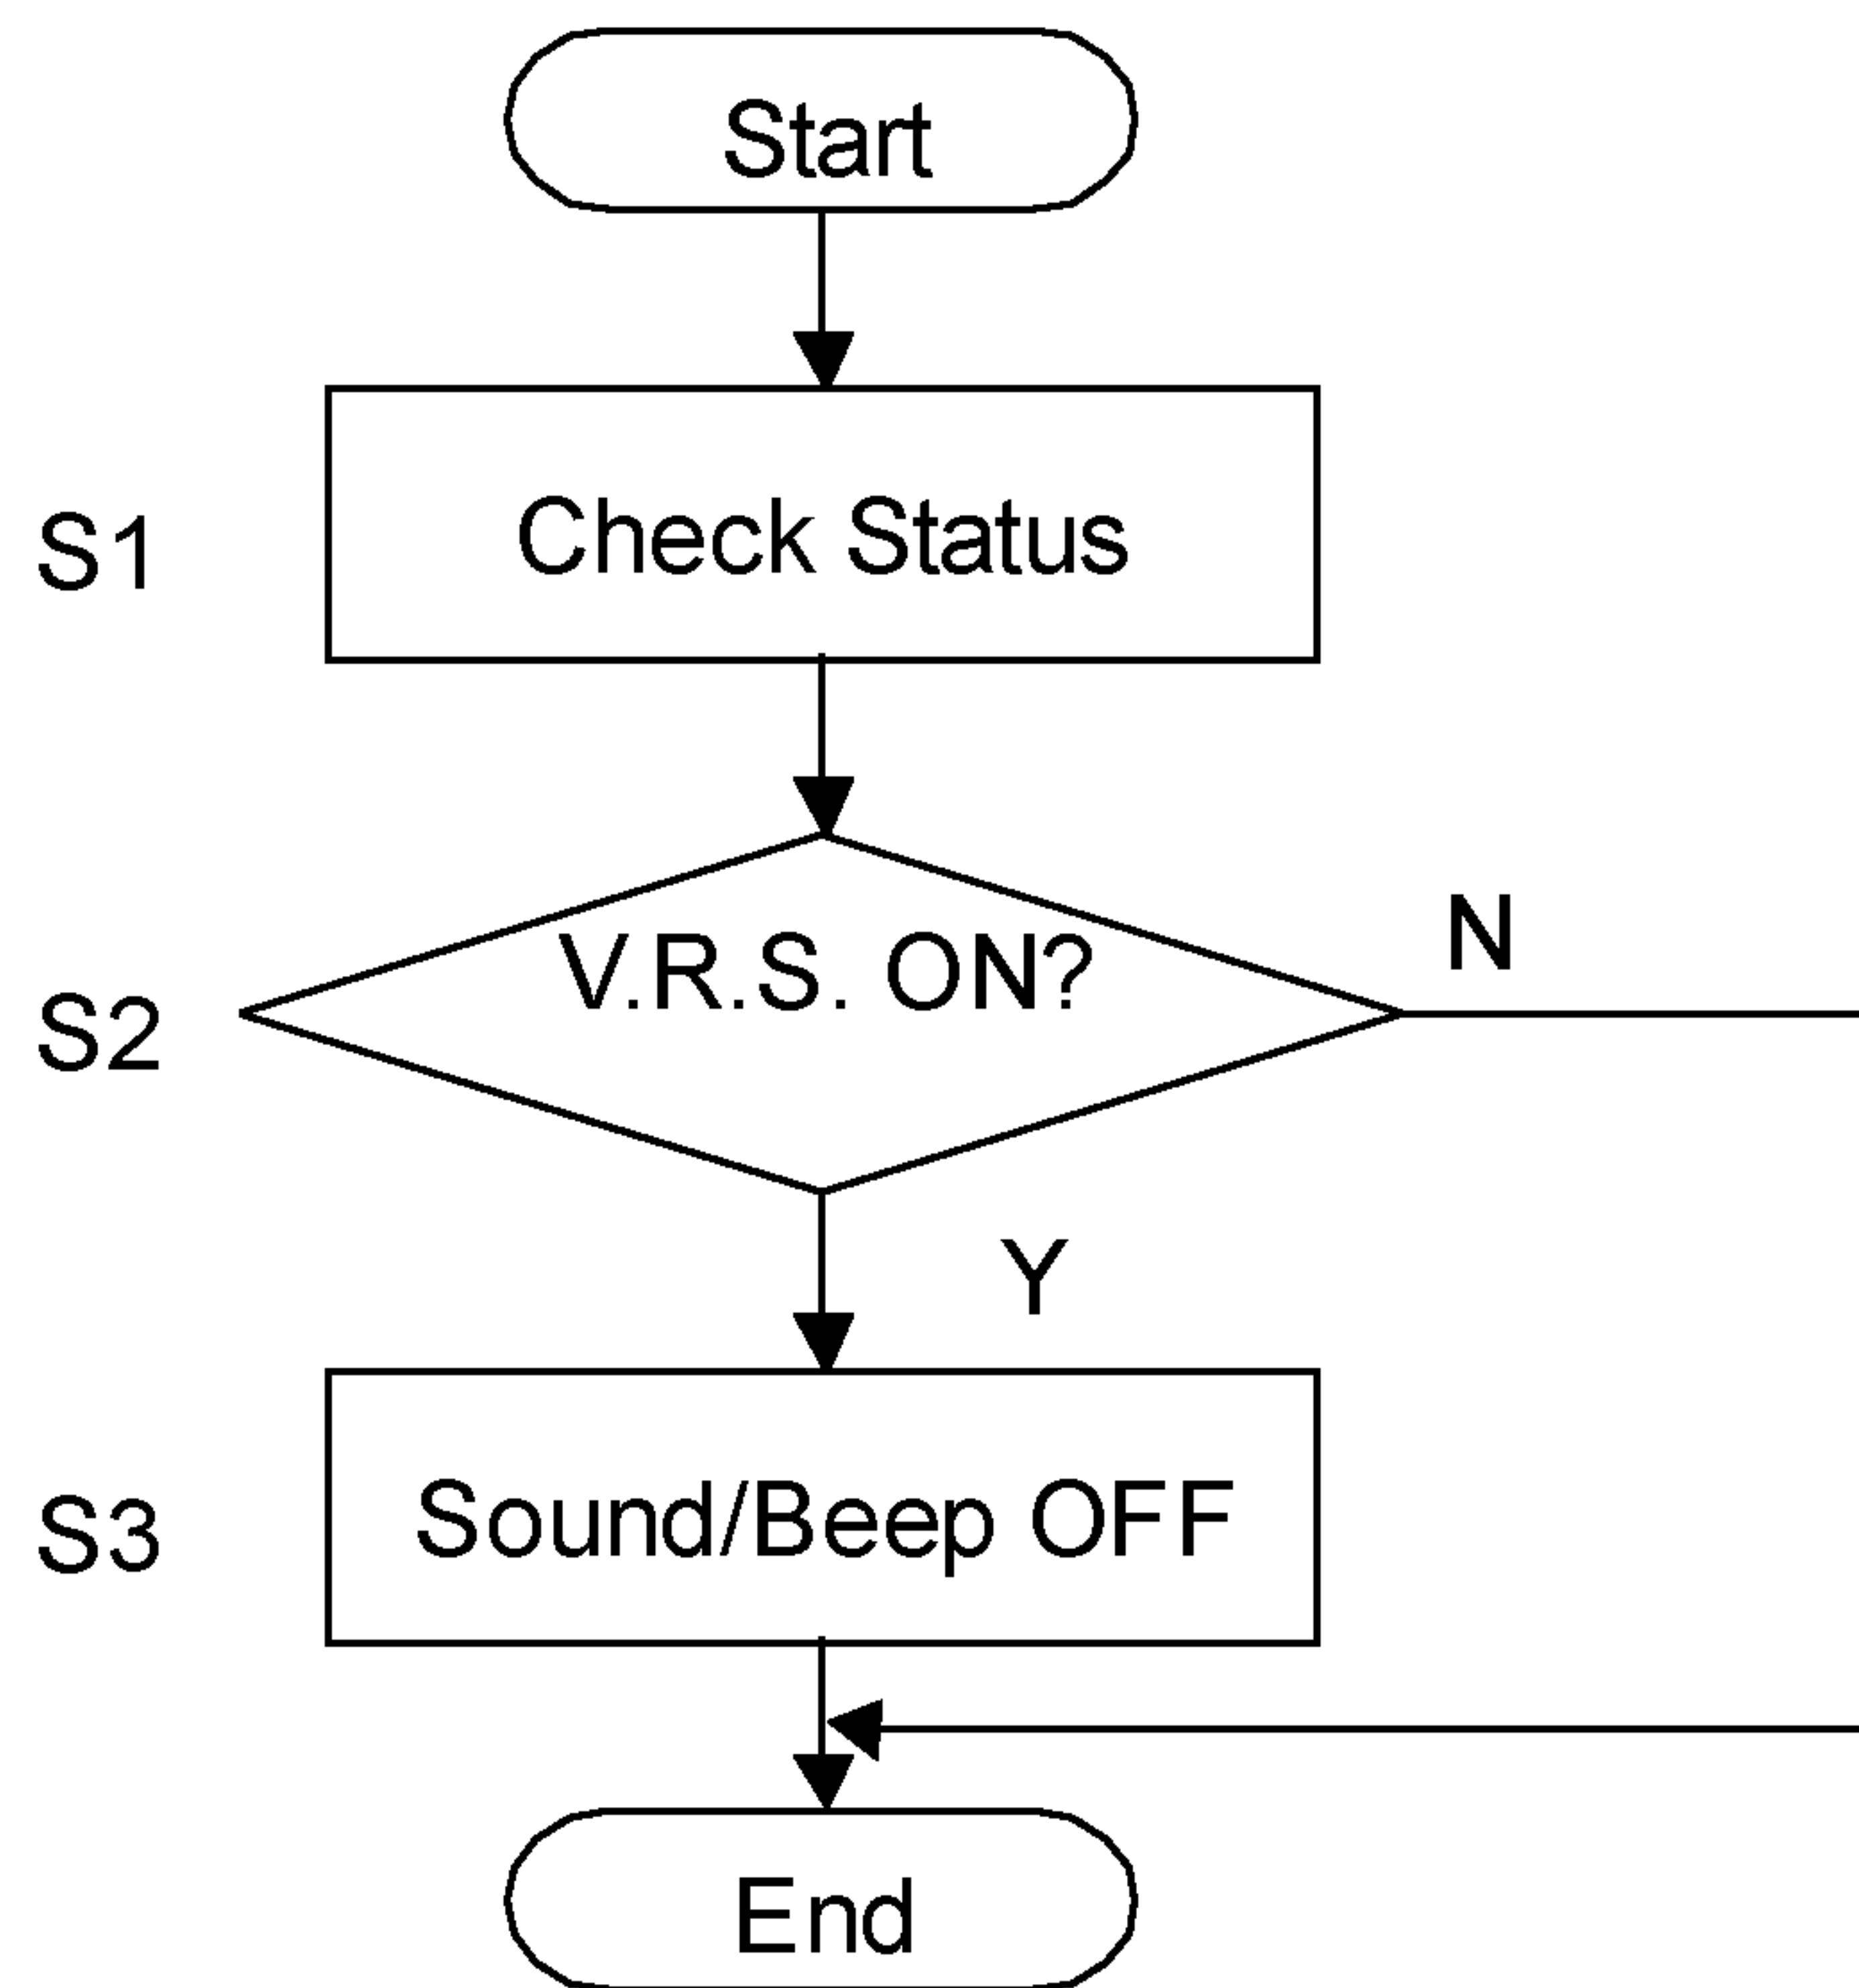 Start
S1
Check Status
S2
V.R.S. ON?
N
Y
S3
Sound/Beep OFF
End